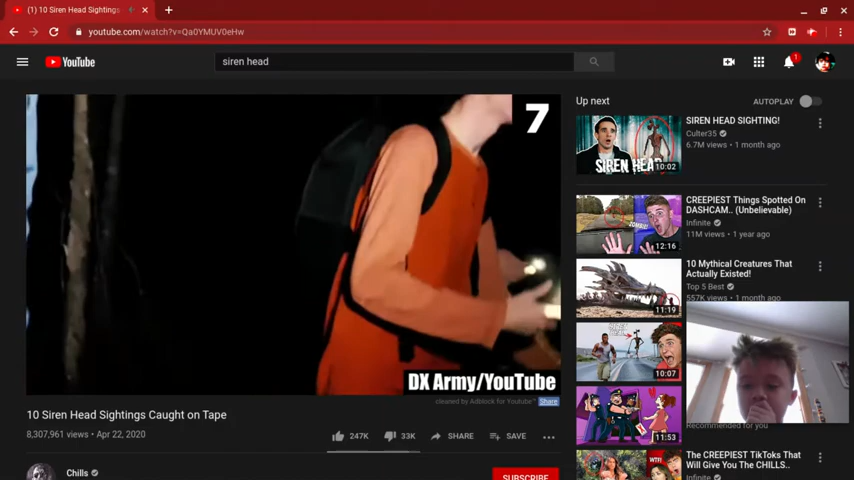 (1) 10 Siren Head Sightings
youtube.com/watch?v=Qa0YMUV0eHw
YouTube
siren head
1
7
DX Army/YouTube
cleaned by Adblock for Youtube™
Share
10 Siren Head Sightings Caught on Tape
8,307,961 views • Apr 22, 2020
247K
33K
SHARE
SAVE
Chills
SUBSCRIBE
Up next
AUTOPLAY
SIREN HEAD
10:02
SIREN HEAD SIGHTING!
Culter35
6.7M views • 1 month ago
ZOMBIE!
12:16
CREEPIEST Things Spotted On
DASHCAM.. (Unbelievable)
Infinite
11M views • 1 year ago
11:19
10 Mythical Creatures That
Actually Existed!
Top 5 Best
557K views • 1 month ago
10:07
11:53
Recommended for you
WTF!
The CREEPIEST TikToks That
Will Give You The CHILLS..
Infinite